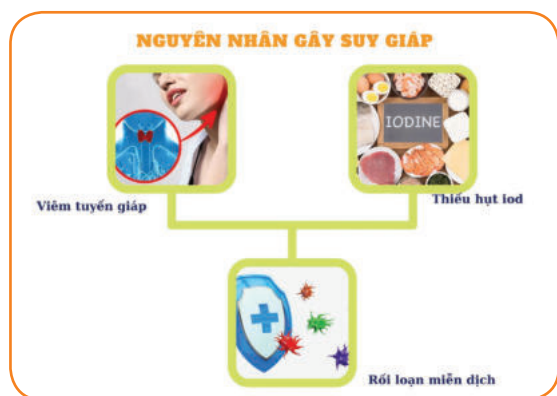 NGUYÊN NHÂN GÂY SUY GIÁP
IODINE
Viêm tuyến giáp
Thiếu hụt iod
Rối loạn miễn dịch